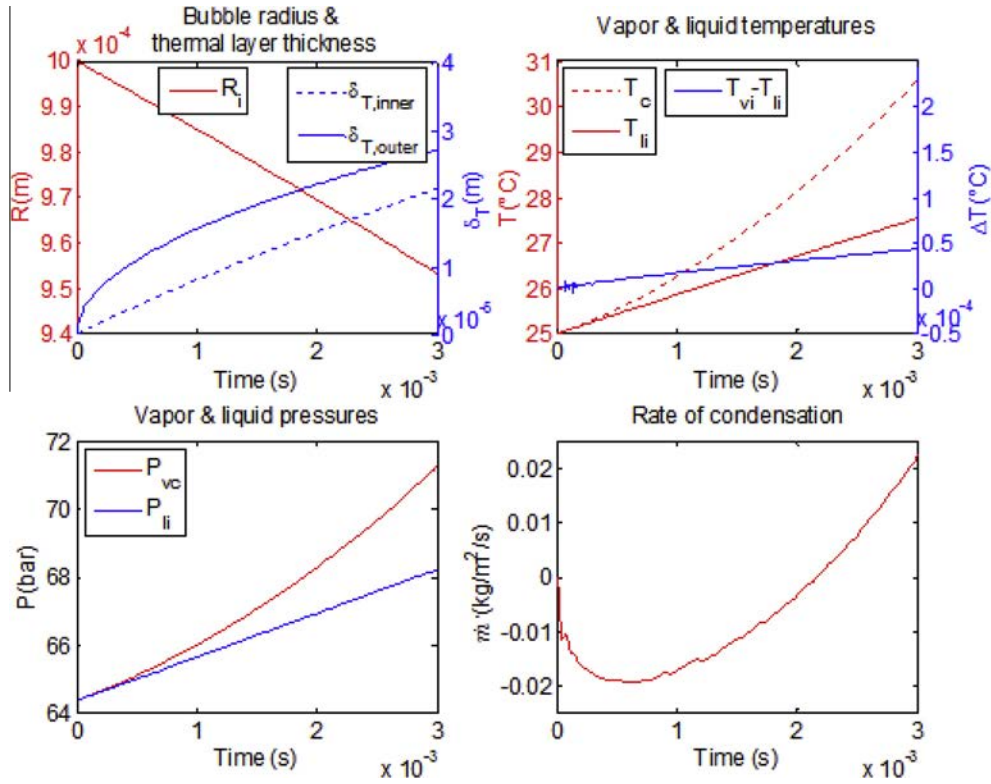 Bubble radius &
thermal layer thickness
x 10⁻⁴
10
9.9
9.8
9.7
9.6
9.5
9.4
R(m)
R_i
δ_T,inner
δ_T,outer
4
3
2
1
0
δ_T(m)
x 10⁻⁵
0 1 2 3
Time (s)
x 10⁻³
Vapor & liquid temperatures
31
30
29
28
27
26
25
T(°C)
T_c
T_li
T_vi-T_li
2
1.5
1
0.5
0
-0.5
ΔT(°C)
x 10⁻⁴
0 1 2 3
Time (s)
x 10⁻³
Vapor & liquid pressures
72
70
68
66
64
P(bar)
P_vc
P_li
0 1 2 3
Time (s)
x 10⁻³
Rate of condensation
0.02
0.01
0
-0.01
-0.02
ṁ (kg/m²/s)
0 1 2 3
Time (s)
x 10⁻³